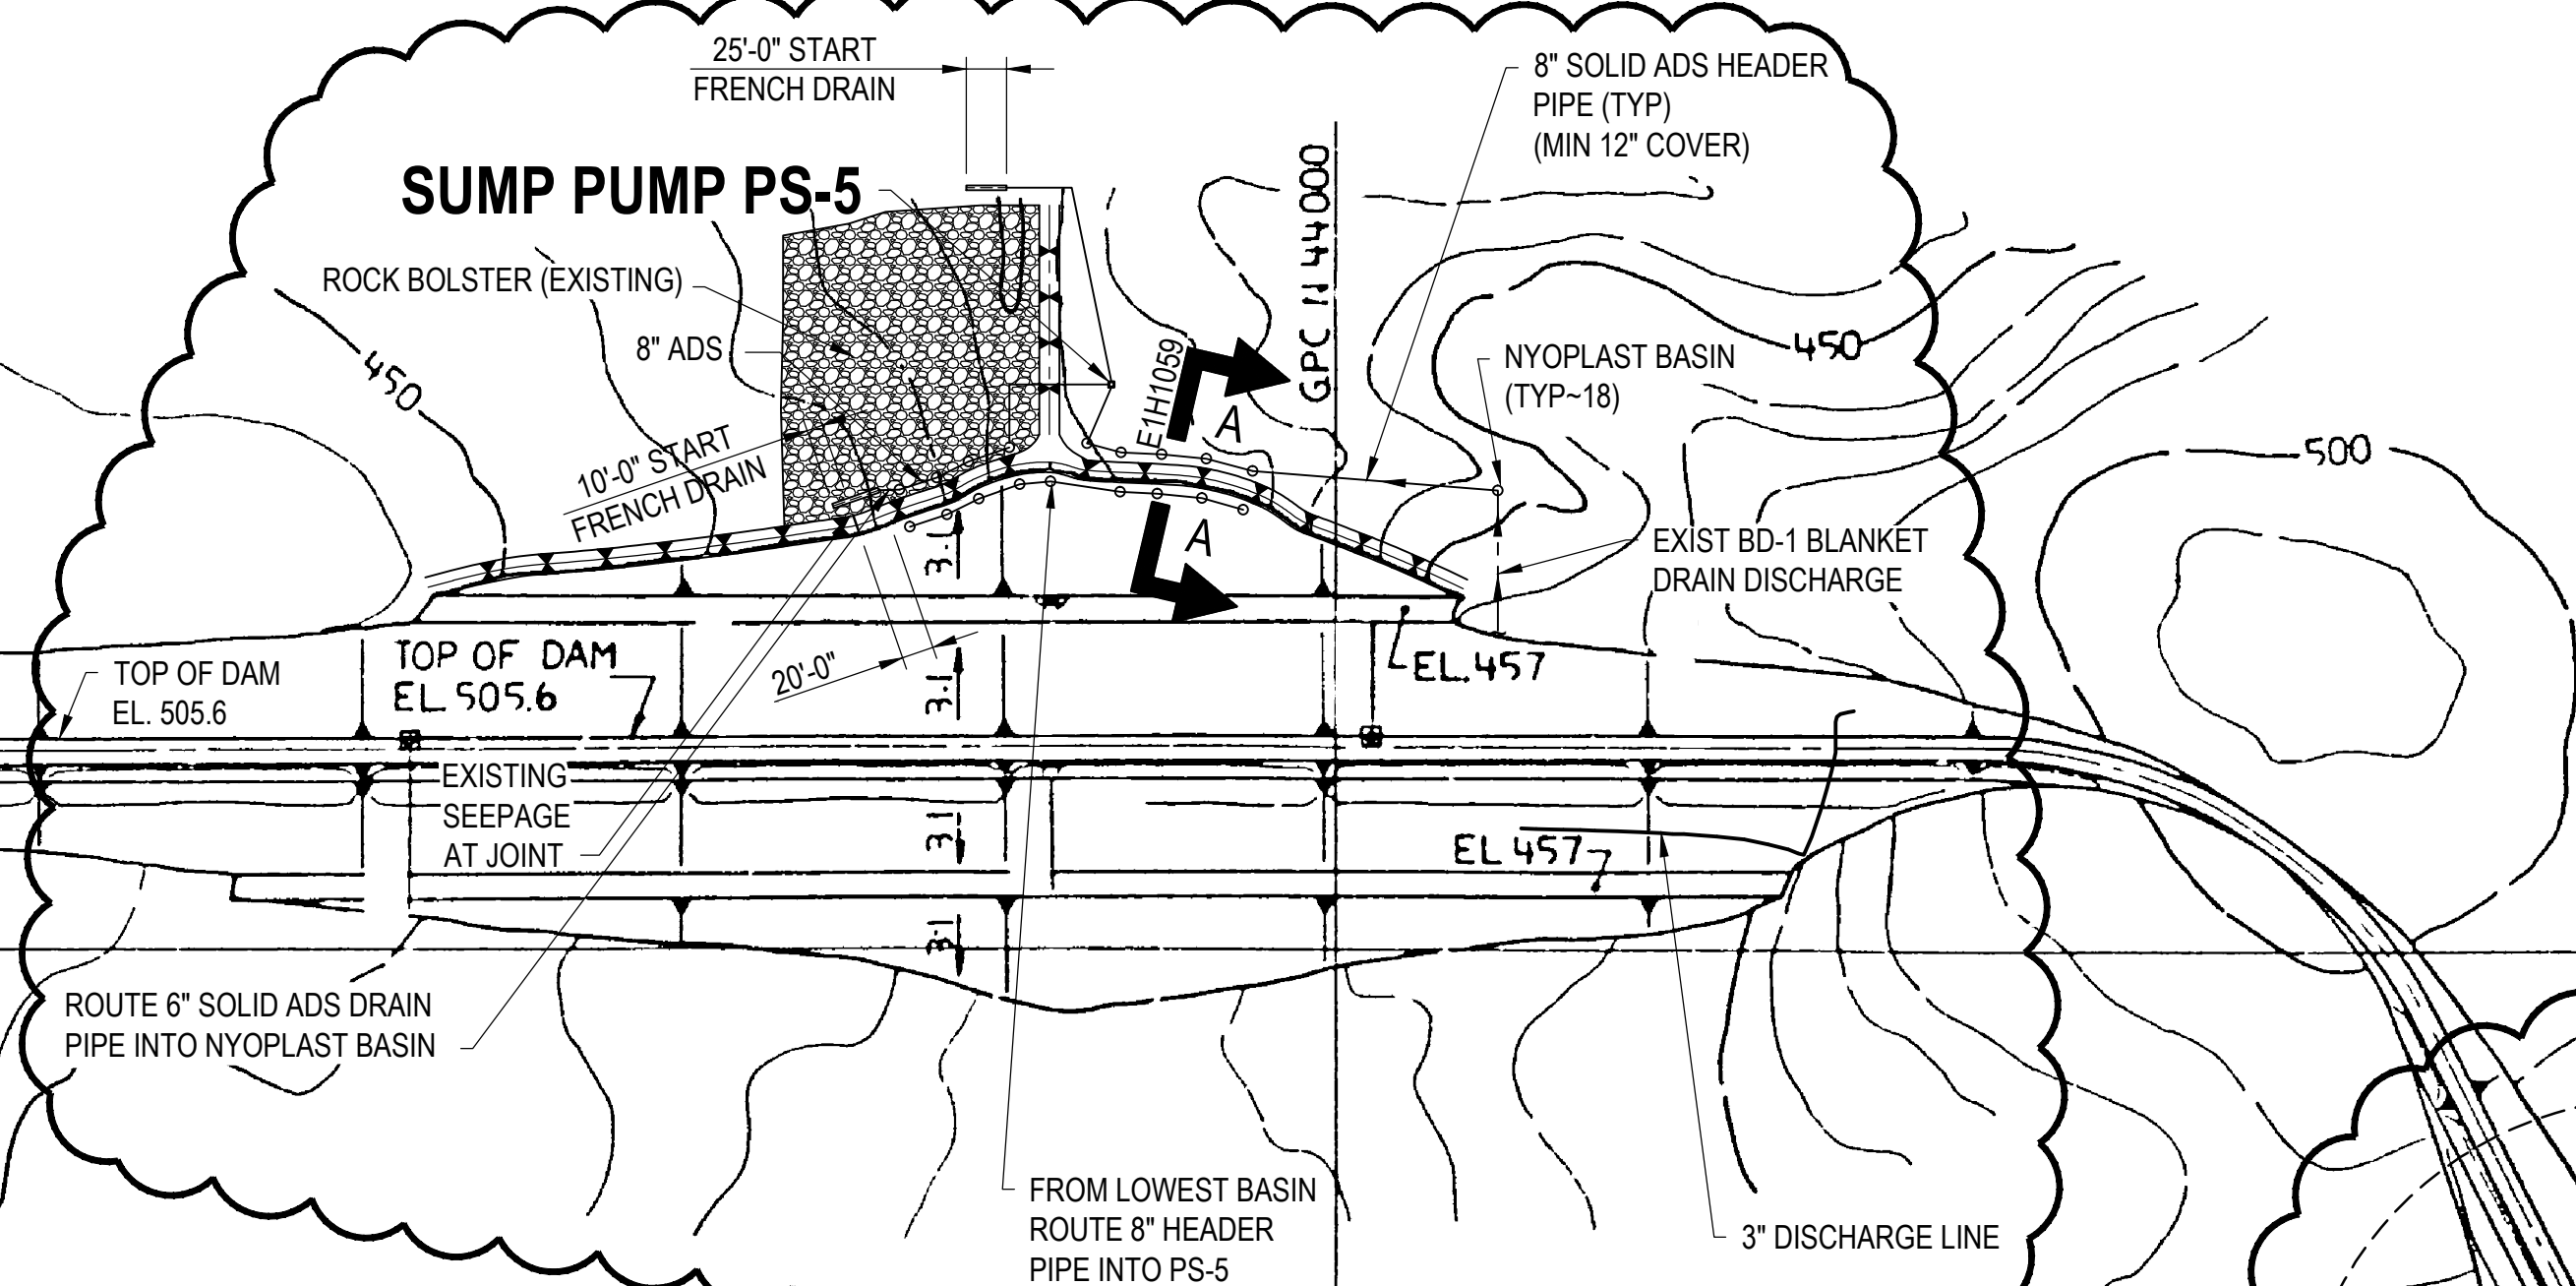 25'-0" START
FRENCH DRAIN
8" SOLID ADS HEADER
PIPE (TYP)
(MIN 12" COVER)
SUMP PUMP PS-5
GPC N 44000
ROCK BOLSTER (EXISTING)
8" ADS
450
450
E1H1059
NYOPLAST BASIN
(TYP~18)
A
500
10'-0" START
FRENCH DRAIN
A
EXIST BD-1 BLANKET
DRAIN DISCHARGE
3:1
TOP OF DAM
EL. 505.6
TOP OF DAM
EL 505.6
20'-0"
3:1
EL.457
EXISTING
SEEPAGE
AT JOINT
3:1
EL 457
3:1
ROUTE 6" SOLID ADS DRAIN
PIPE INTO NYOPLAST BASIN
FROM LOWEST BASIN
ROUTE 8" HEADER
PIPE INTO PS-5
3" DISCHARGE LINE